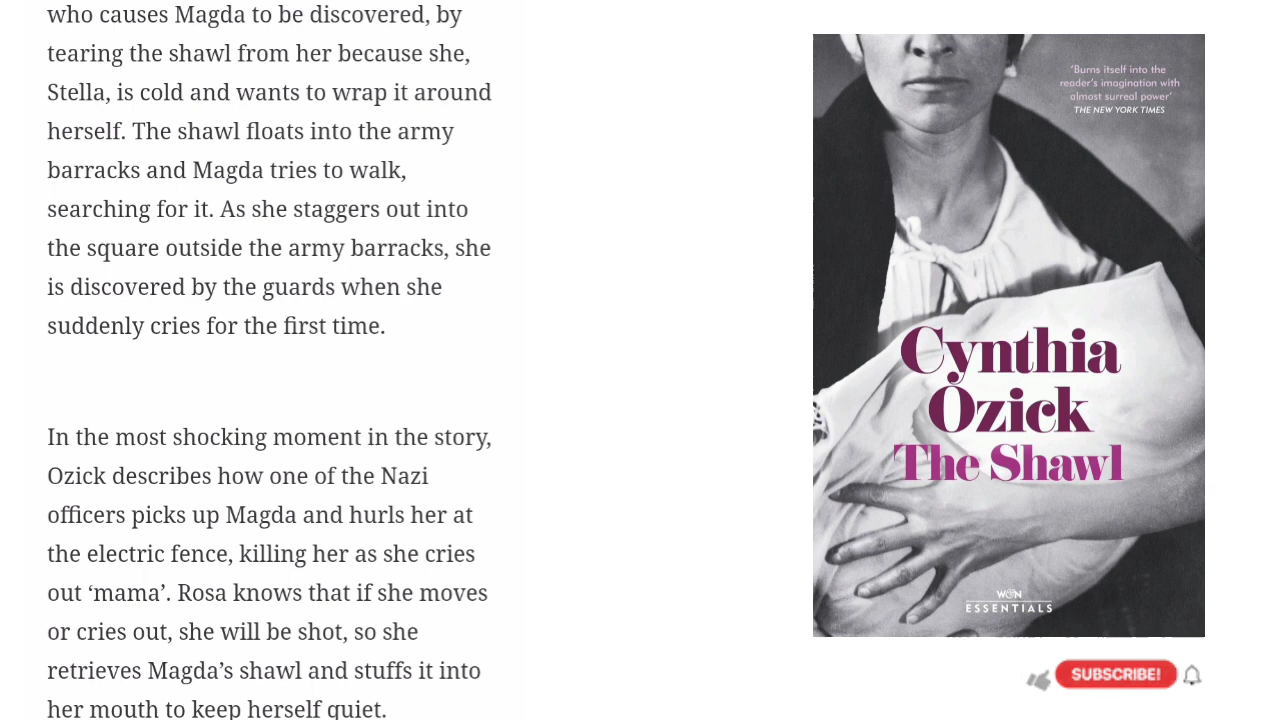 who causes Magda to be discovered, by
tearing the shawl from her because she,
Stella, is cold and wants to wrap it around
herself. The shawl floats into the army
barracks and Magda tries to walk,
searching for it. As she staggers out into
the square outside the army barracks, she
is discovered by the guards when she
suddenly cries for the first time.
In the most shocking moment in the story,
Ozick describes how one of the Nazi
officers picks up Magda and hurls her at
the electric fence, killing her as she cries
out ‘mama’. Rosa knows that if she moves
or cries out, she will be shot, so she
retrieves Magda’s shawl and stuffs it into
her mouth to keep herself quiet.
‘Burns itself into the
reader’s imagination with
almost surreal power’
THE NEW YORK TIMES
Cynthia
Ozick
The Shawl
W&N
ESSENTIALS
SUBSCRIBE!